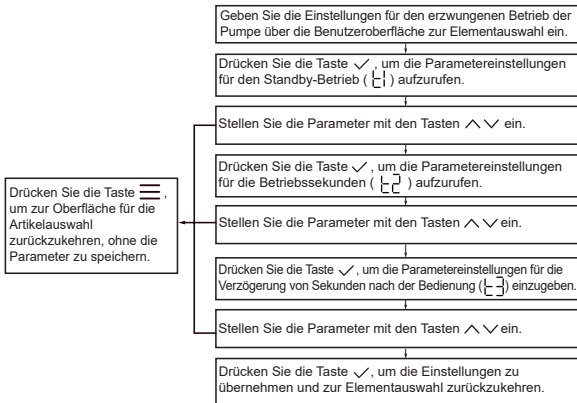 Geben Sie die Einstellungen für den erzwungenen Betrieb der
Pumpe über die Benutzeroberfläche zur Elementauswahl ein.
Drücken Sie die Taste ✓, um die Parametereinstellungen
für den Standby-Betrieb ( t1 ) aufzurufen.
Stellen Sie die Parameter mit den Tasten ∧ ∨ ein.
Drücken Sie die Taste ✓, um die Parametereinstellungen
für die Betriebssekunden ( t2 ) aufzurufen.
Stellen Sie die Parameter mit den Tasten ∧ ∨ ein.
Drücken Sie die Taste ✓, um die Parametereinstellungen für die
Verzögerung von Sekunden nach der Bedienung (t3) einzugeben.
Stellen Sie die Parameter mit den Tasten ∧ ∨ ein.
Drücken Sie die Taste ✓, um die Einstellungen zu
übernehmen und zur Elementauswahl zurückzukehren.
Drücken Sie die Taste ☰ ,
um zur Oberfläche für die
Artikelauswahl
zurückzukehren, ohne die
Parameter zu speichern.